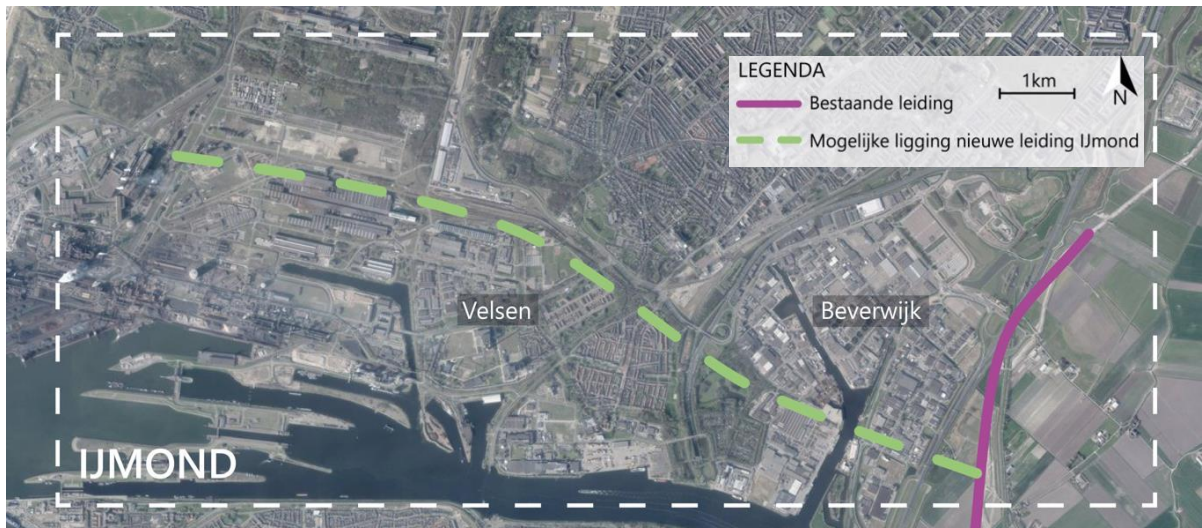 LEGENDA
1km
N
Bestaande leiding
Mogelijke ligging nieuwe leiding IJmond
Velsen
Beverwijk
IJMOND